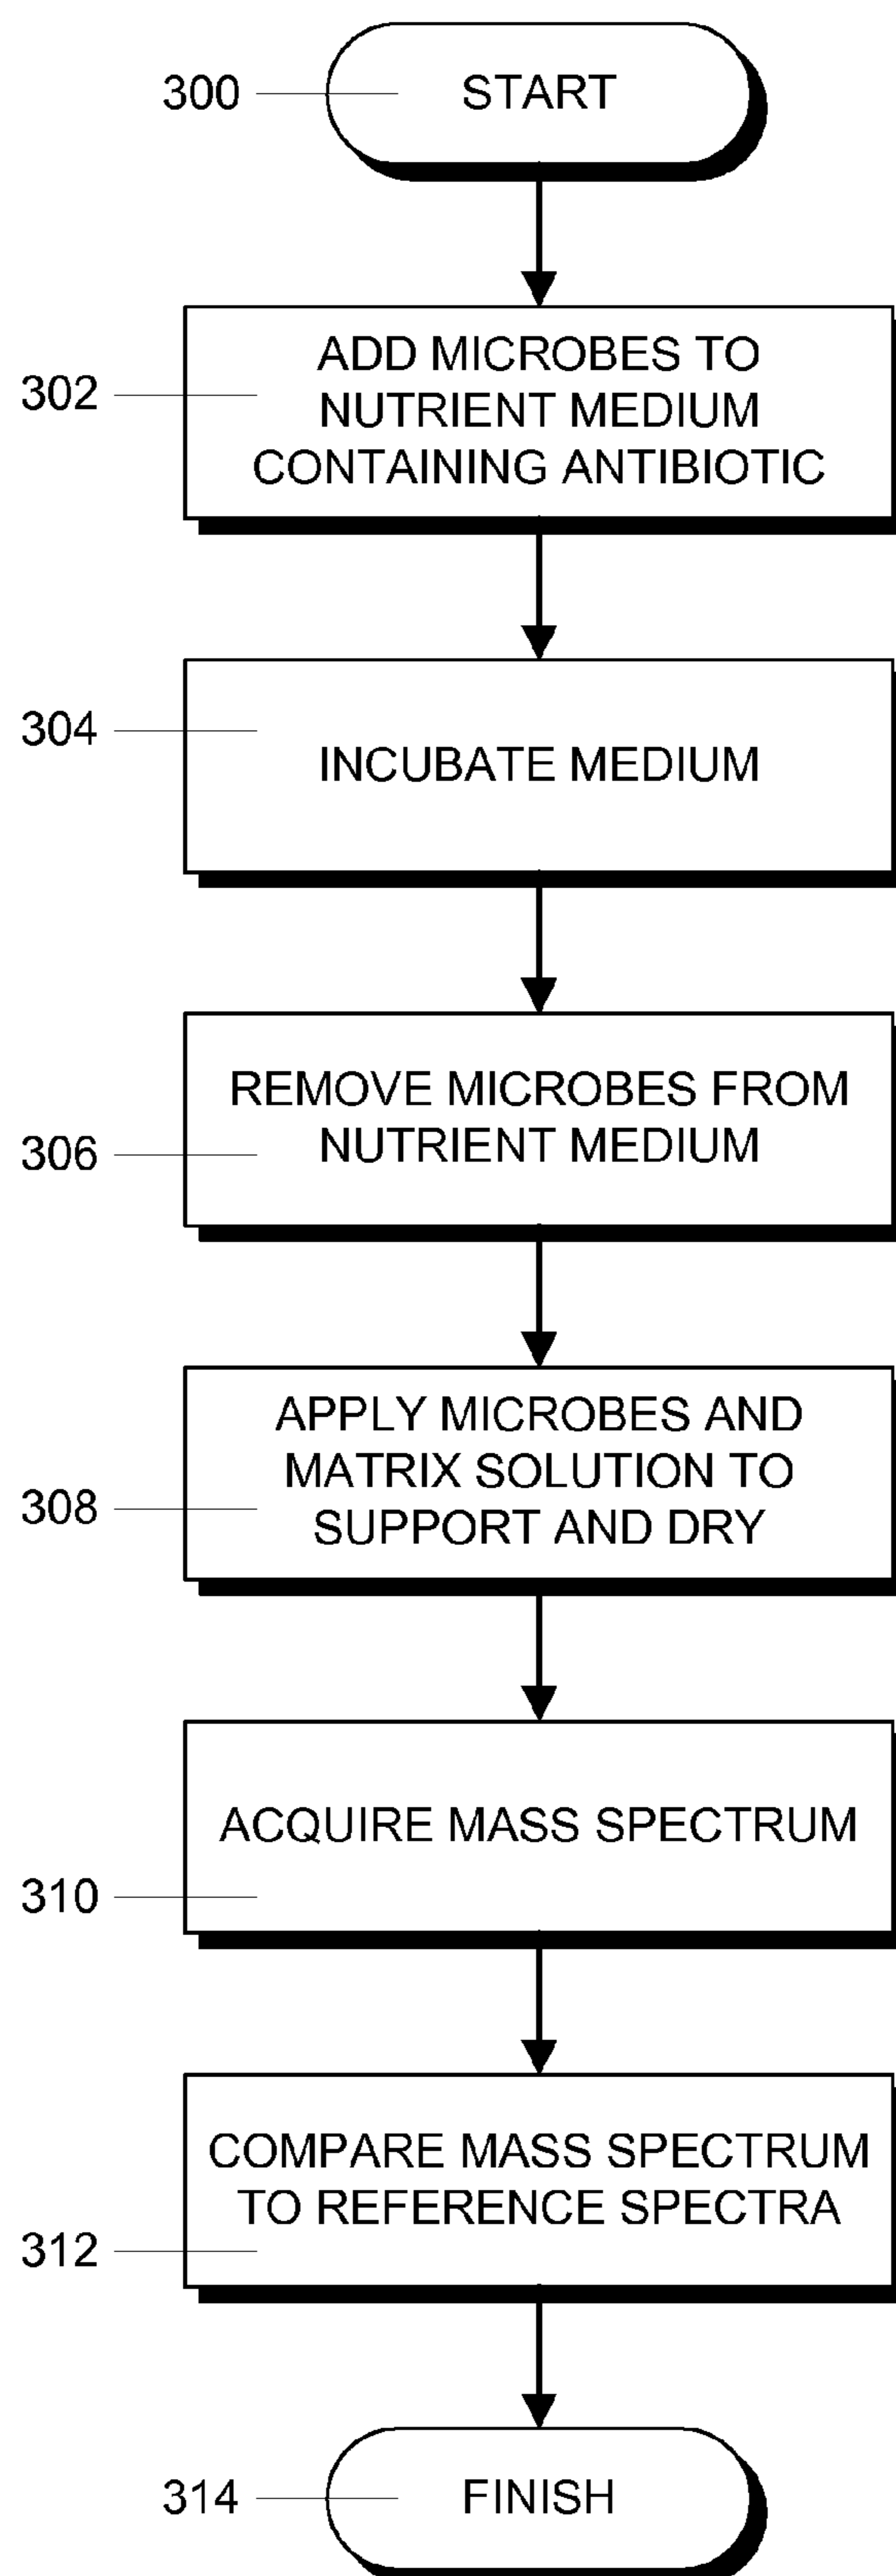 300
START
302
ADD MICROBES TO
NUTRIENT MEDIUM
CONTAINING ANTIBIOTIC
304
INCUBATE MEDIUM
306
REMOVE MICROBES FROM
NUTRIENT MEDIUM
308
APPLY MICROBES AND
MATRIX SOLUTION TO
SUPPORT AND DRY
310
ACQUIRE MASS SPECTRUM
312
COMPARE MASS SPECTRUM
TO REFERENCE SPECTRA
314
FINISH